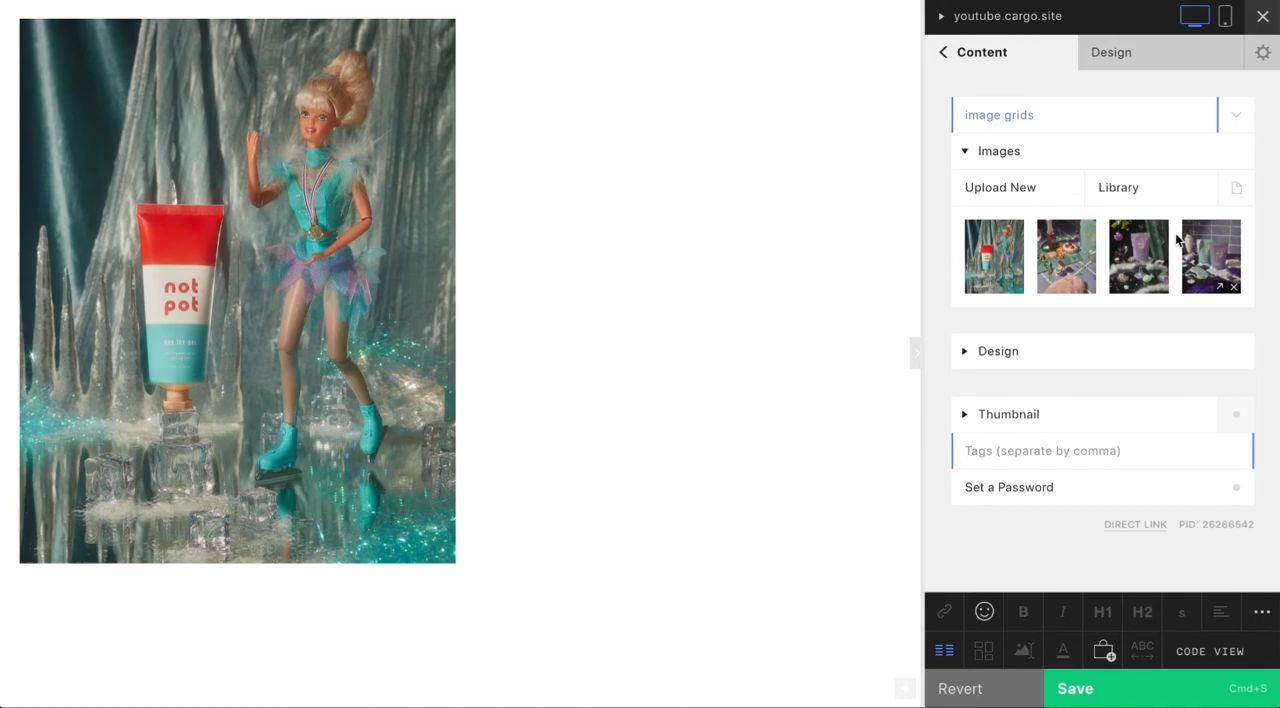 youtube.cargo.site
Content
Design
image grids
Images
Upload New
Library
Design
Thumbnail
Tags (separate by comma)
Set a Password
DIRECT LINK
PID: 26266542
B
I
H1
H2
s
A
ABC
CODE VIEW
Revert
Save
Cmd+S
not
pot